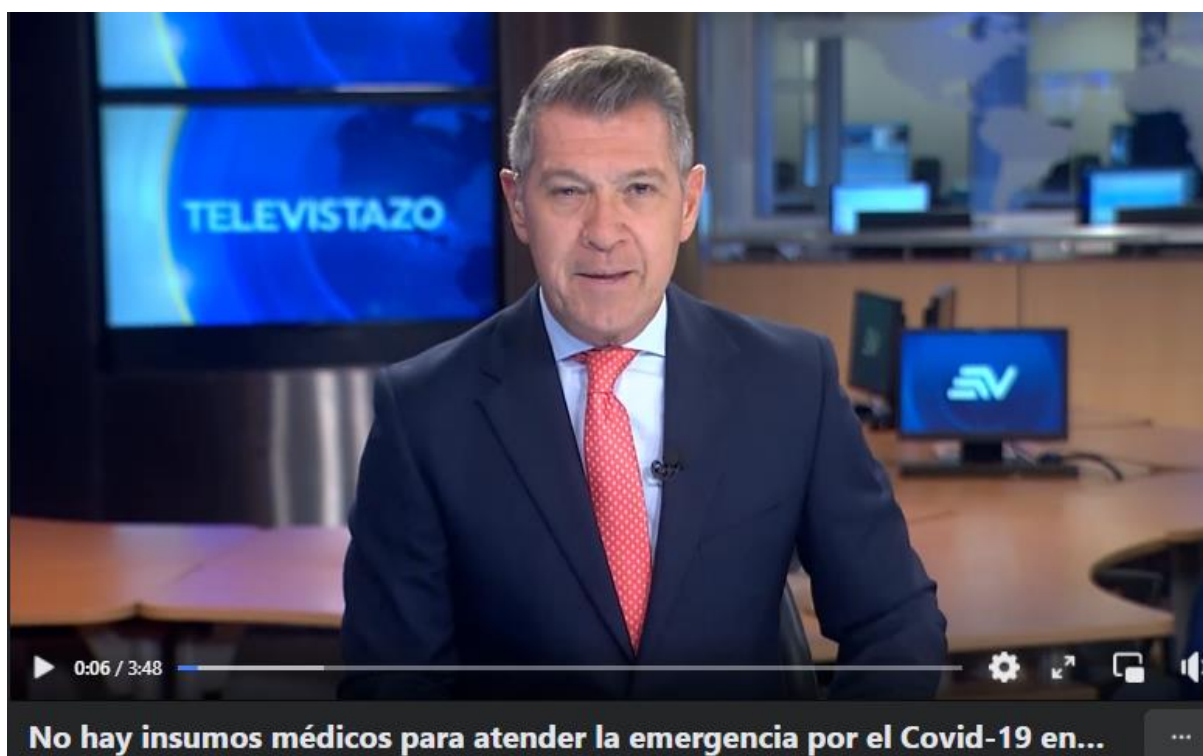 TELEVISTAZO
0:06 / 3:48
No hay insumos médicos para atender la emergencia por el Covid-19 en...